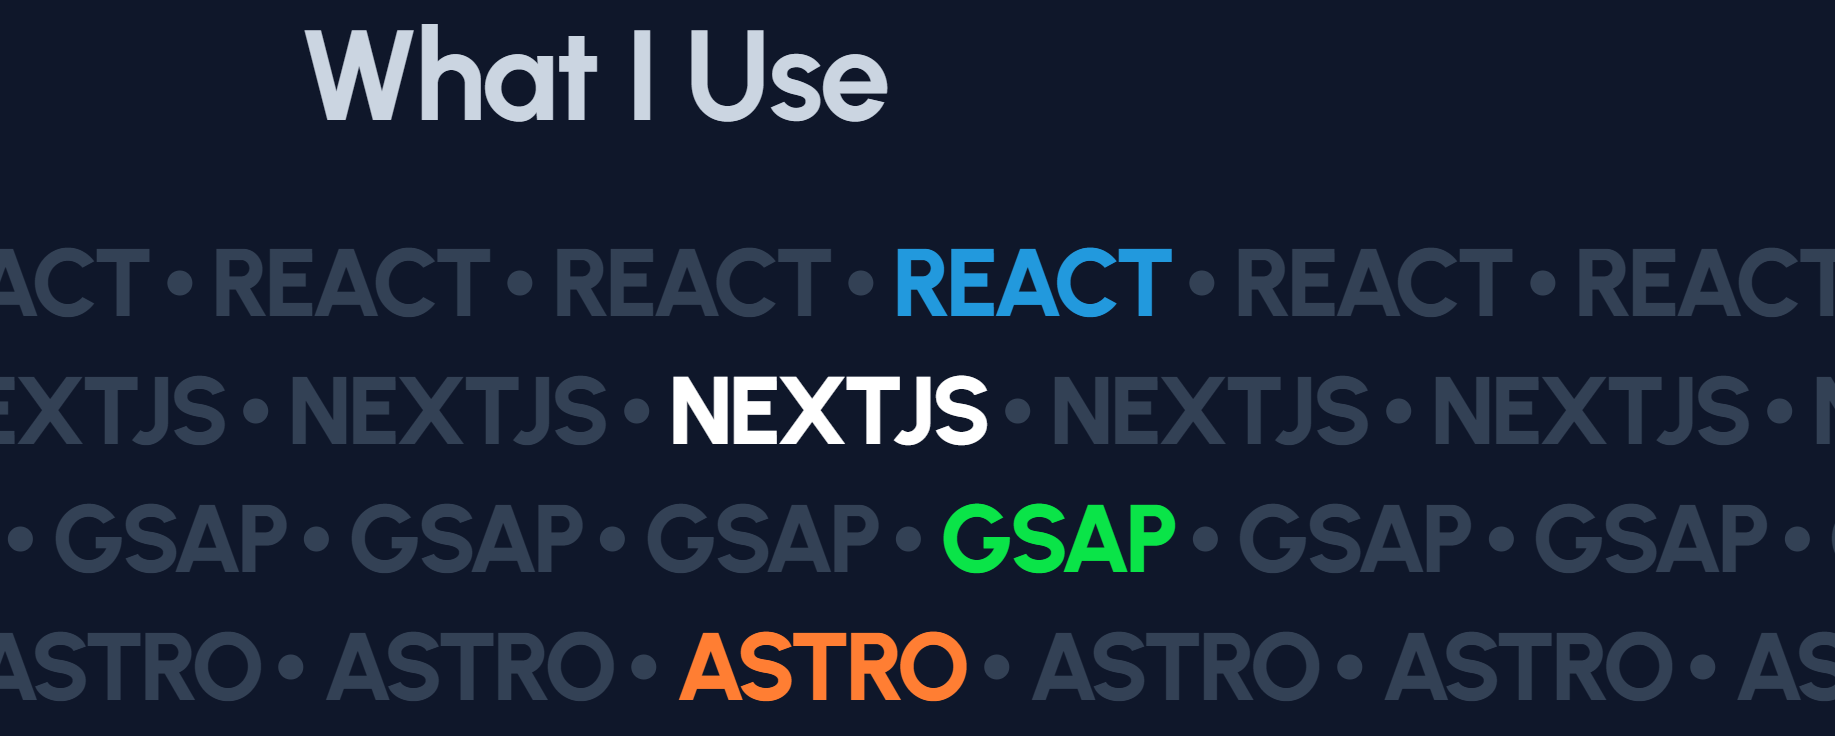 What I Use
ACT • REACT • REACT • REACT • REACT • REACT
EXTJS • NEXTJS • NEXTJS • NEXTJS • NEXTJS • N
• GSAP • GSAP • GSAP • GSAP • GSAP • GSAP •
ASTRO • ASTRO • ASTRO • ASTRO • ASTRO • AS